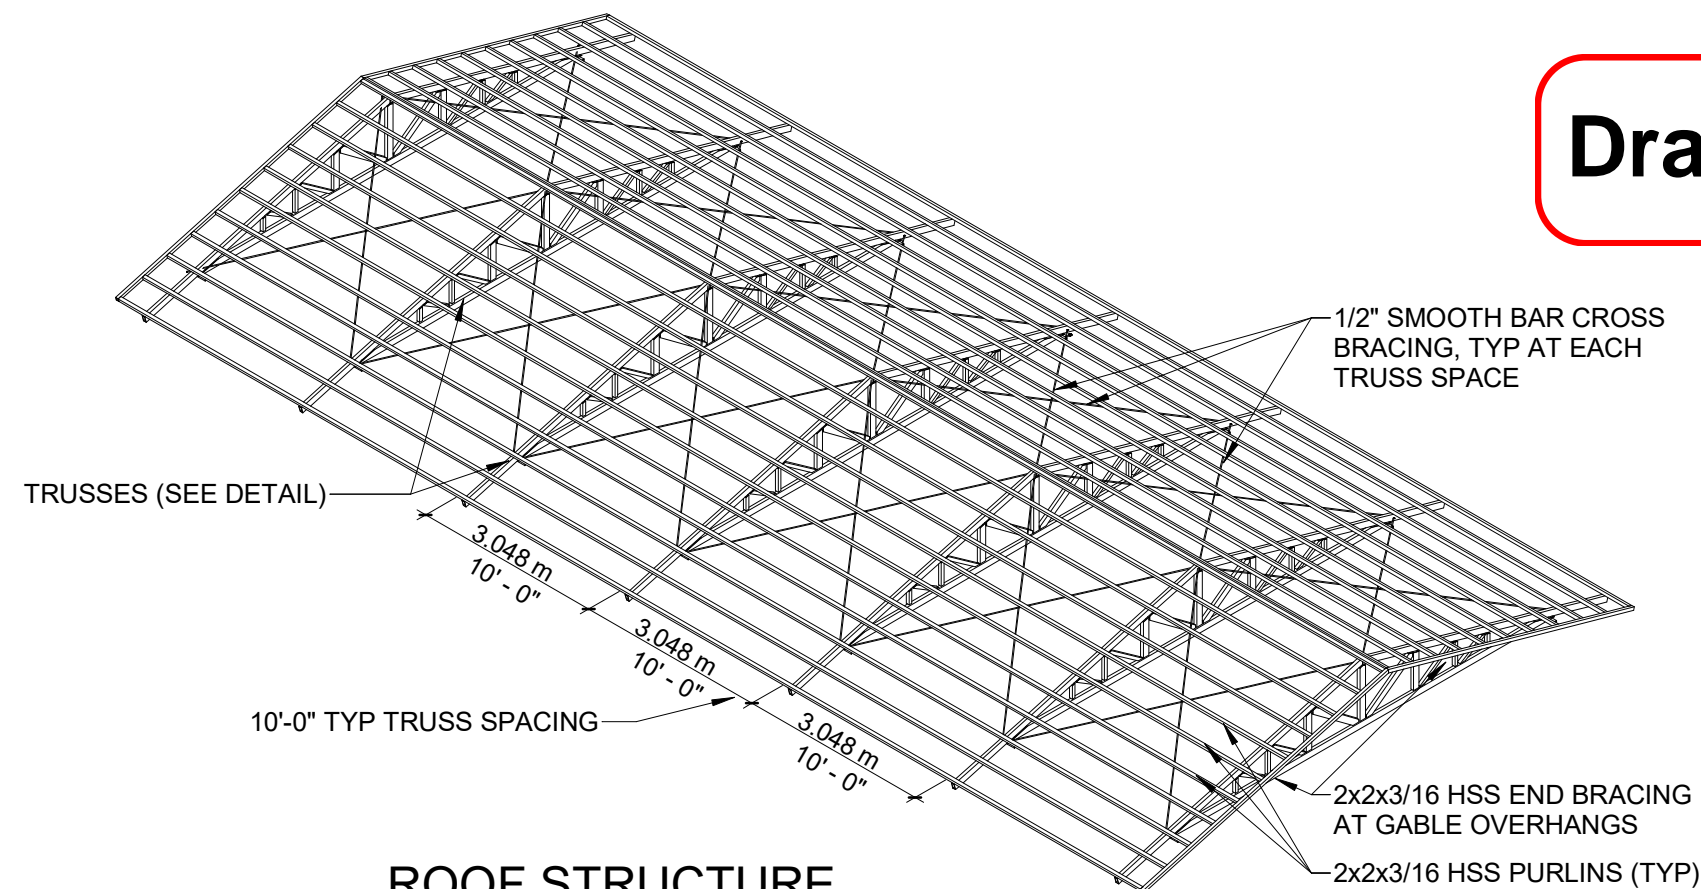 Dra
1/2" SMOOTH BAR CROSS
BRACING, TYP AT EACH
TRUSS SPACE
TRUSSES (SEE DETAIL)
3.048 m
10' - 0"
3.048 m
10' - 0"
10'-0" TYP TRUSS SPACING
3.048 m
10' - 0"
2x2x3/16 HSS END BRACING
AT GABLE OVERHANGS
2x2x3/16 HSS PURLINS (TYP)
ROOF STRUCTURE